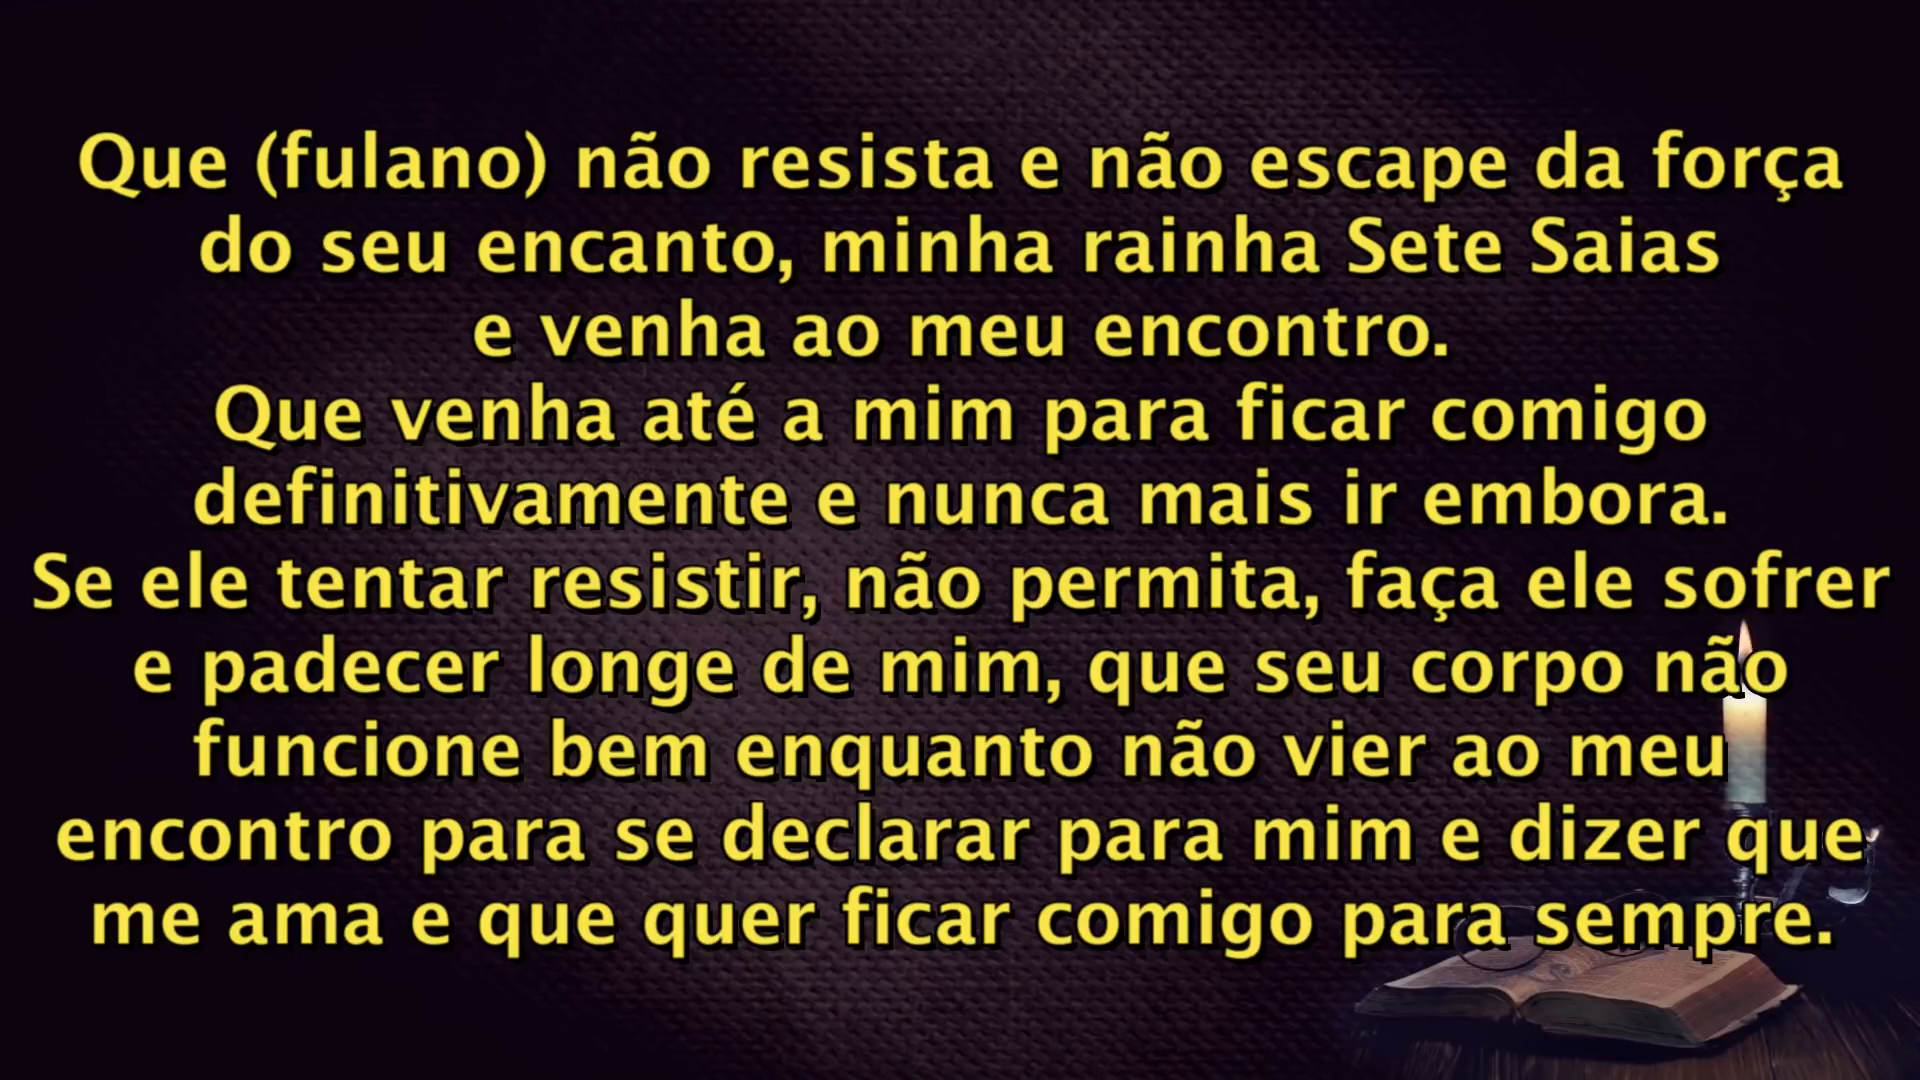 Que (fulano) não resista e não escape da força
do seu encanto, minha rainha Sete Saias
e venha ao meu encontro.
Que venha até a mim para ficar comigo
definitivamente e nunca mais ir embora.
Se ele tentar resistir, não permita, faça ele sofrer
e padecer longe de mim, que seu corpo não
funcione bem enquanto não vier ao meu
encontro para se declarar para mim e dizer que
me ama e que quer ficar comigo para sempre.